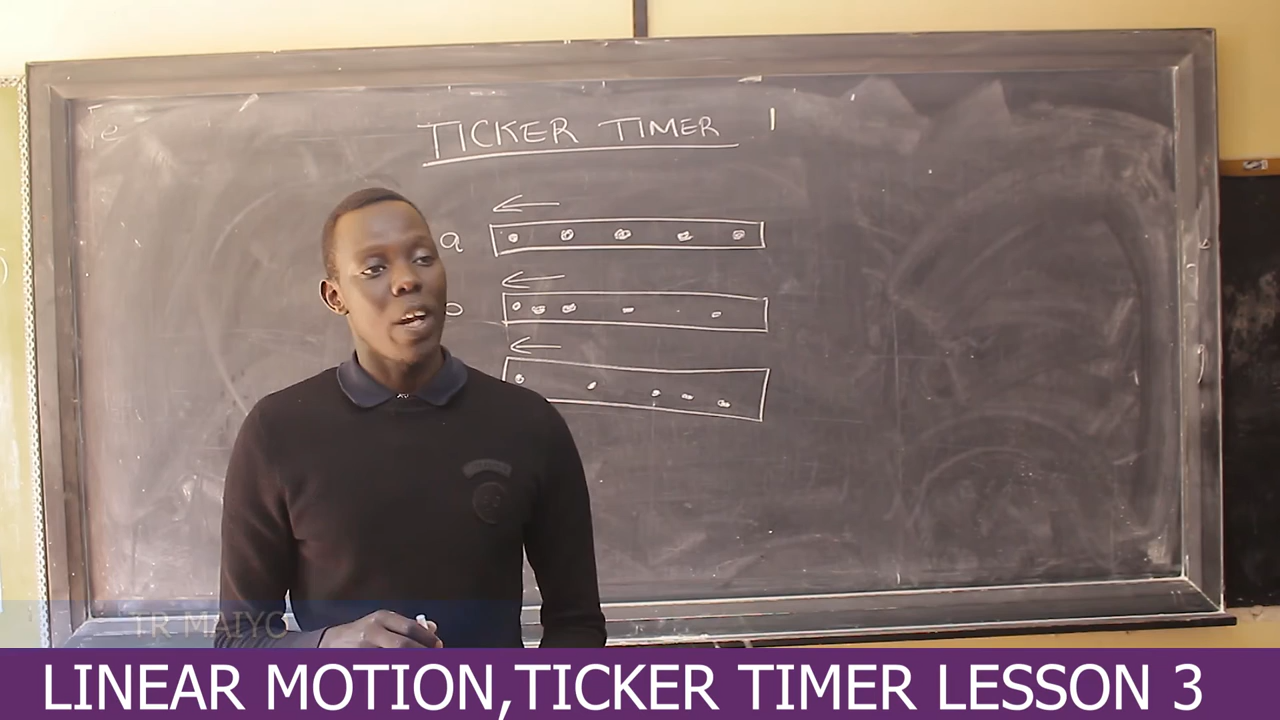 TICKER TIMER 1
a
b
TR MAIYO
LINEAR MOTION,TICKER TIMER LESSON 3